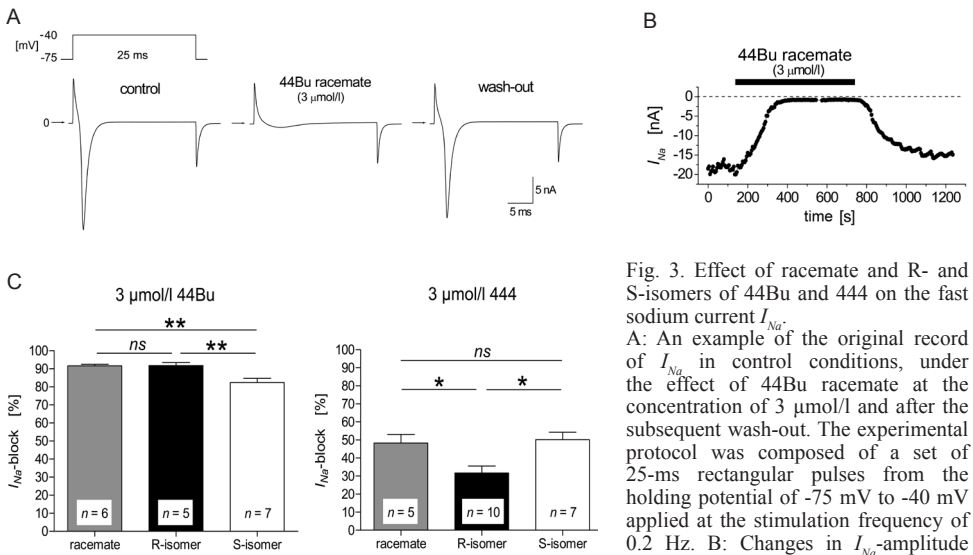 A
-40
[mV]
-75
25 ms
control
44Bu racemate
(3 µmol/l)
wash-out
0
5 nA
5 ms
B
44Bu racemate
(3 µmol/l)
0
-5
-10
-15
-20
I_Na [nA]
0 200 400 600 800 1000 1200
time [s]
C
3 µmol/l 44Bu
**
ns **
100
90
80
70
60
50
40
30
20
10
0
I_Na-block [%]
n = 6 n = 5 n = 7
racemate R-isomer S-isomer
3 µmol/l 444
ns
* *
100
90
80
70
60
50
40
30
20
10
0
I_Na-block [%]
n = 5 n = 10 n = 7
racemate R-isomer S-isomer
Fig. 3. Effect of racemate and R- and
S-isomers of 44Bu and 444 on the fast
sodium current I_Na.
A: An example of the original record
of I_Na in control conditions, under
the effect of 44Bu racemate at the
concentration of 3 µmol/l and after the
subsequent wash-out. The experimental
protocol was composed of a set of
25-ms rectangular pulses from the
holding potential of -75 mV to -40 mV
applied at the stimulation frequency of
0.2 Hz. B: Changes in I_Na-amplitude